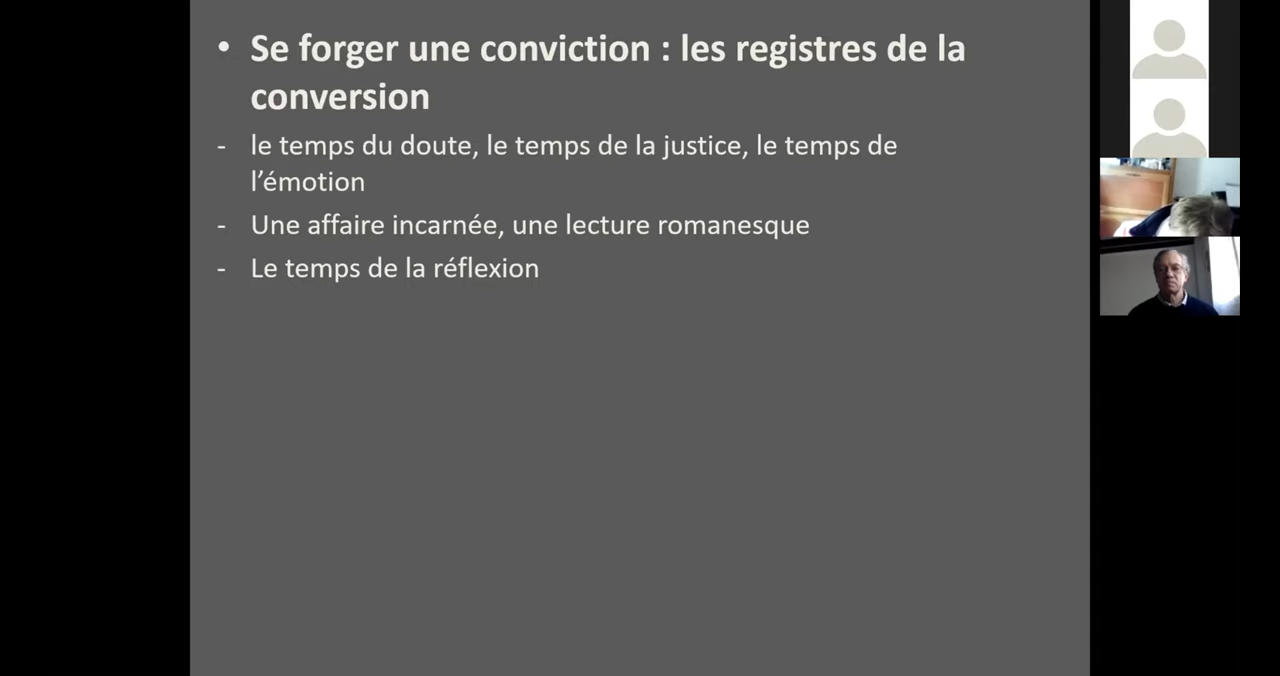 • Se forger une conviction : les registres de la
conversion
- le temps du doute, le temps de la justice, le temps de
l’émotion
- Une affaire incarnée, une lecture romanesque
- Le temps de la réflexion